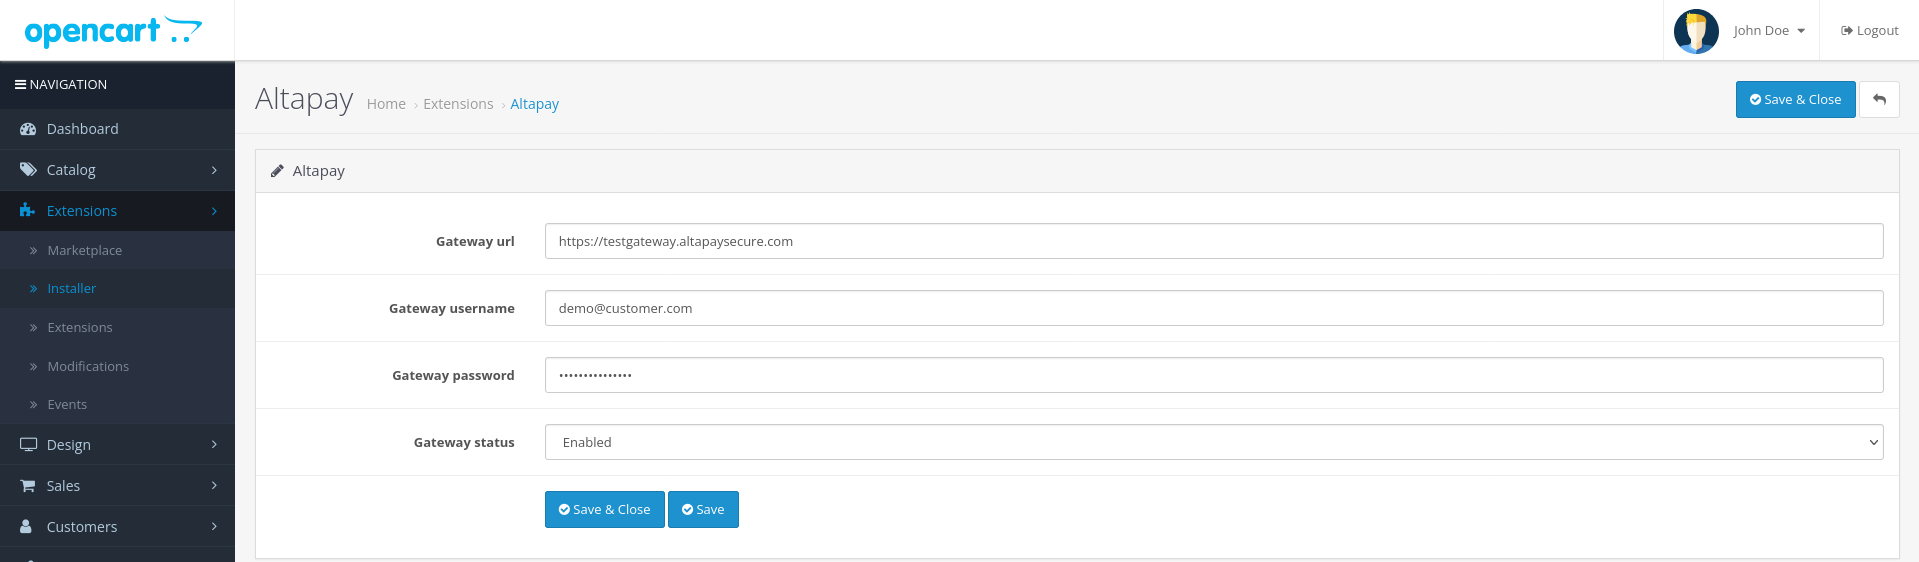 opencart
John Doe
Logout
NAVIGATION
Dashboard
Catalog
Extensions
Marketplace
Installer
Extensions
Modifications
Events
Design
Sales
Customers
Altapay
Home › Extensions › Altapay
Save & Close
Altapay
Gateway url
https://testgateway.altapaysecure.com
Gateway username
demo@customer.com
Gateway password
•••••••••••••••
Gateway status
Enabled
Save & Close
Save